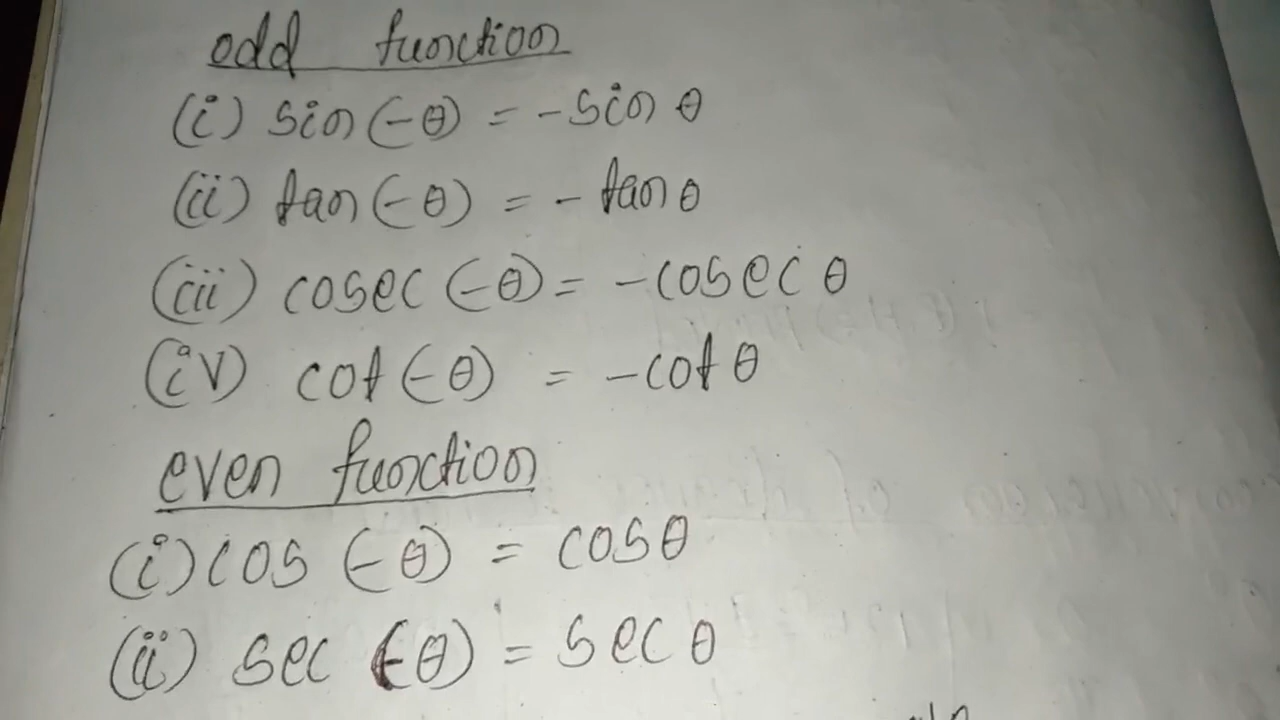 odd function
(i) sin(-θ) = -sin θ
(ii) tan(-θ) = - tan θ
(iii) cosec (-θ) = -cosec θ
(iv) cot (-θ) = -cot θ
even function
(i) cos (-θ) = cosθ
(ii) sec (-θ) = sec θ